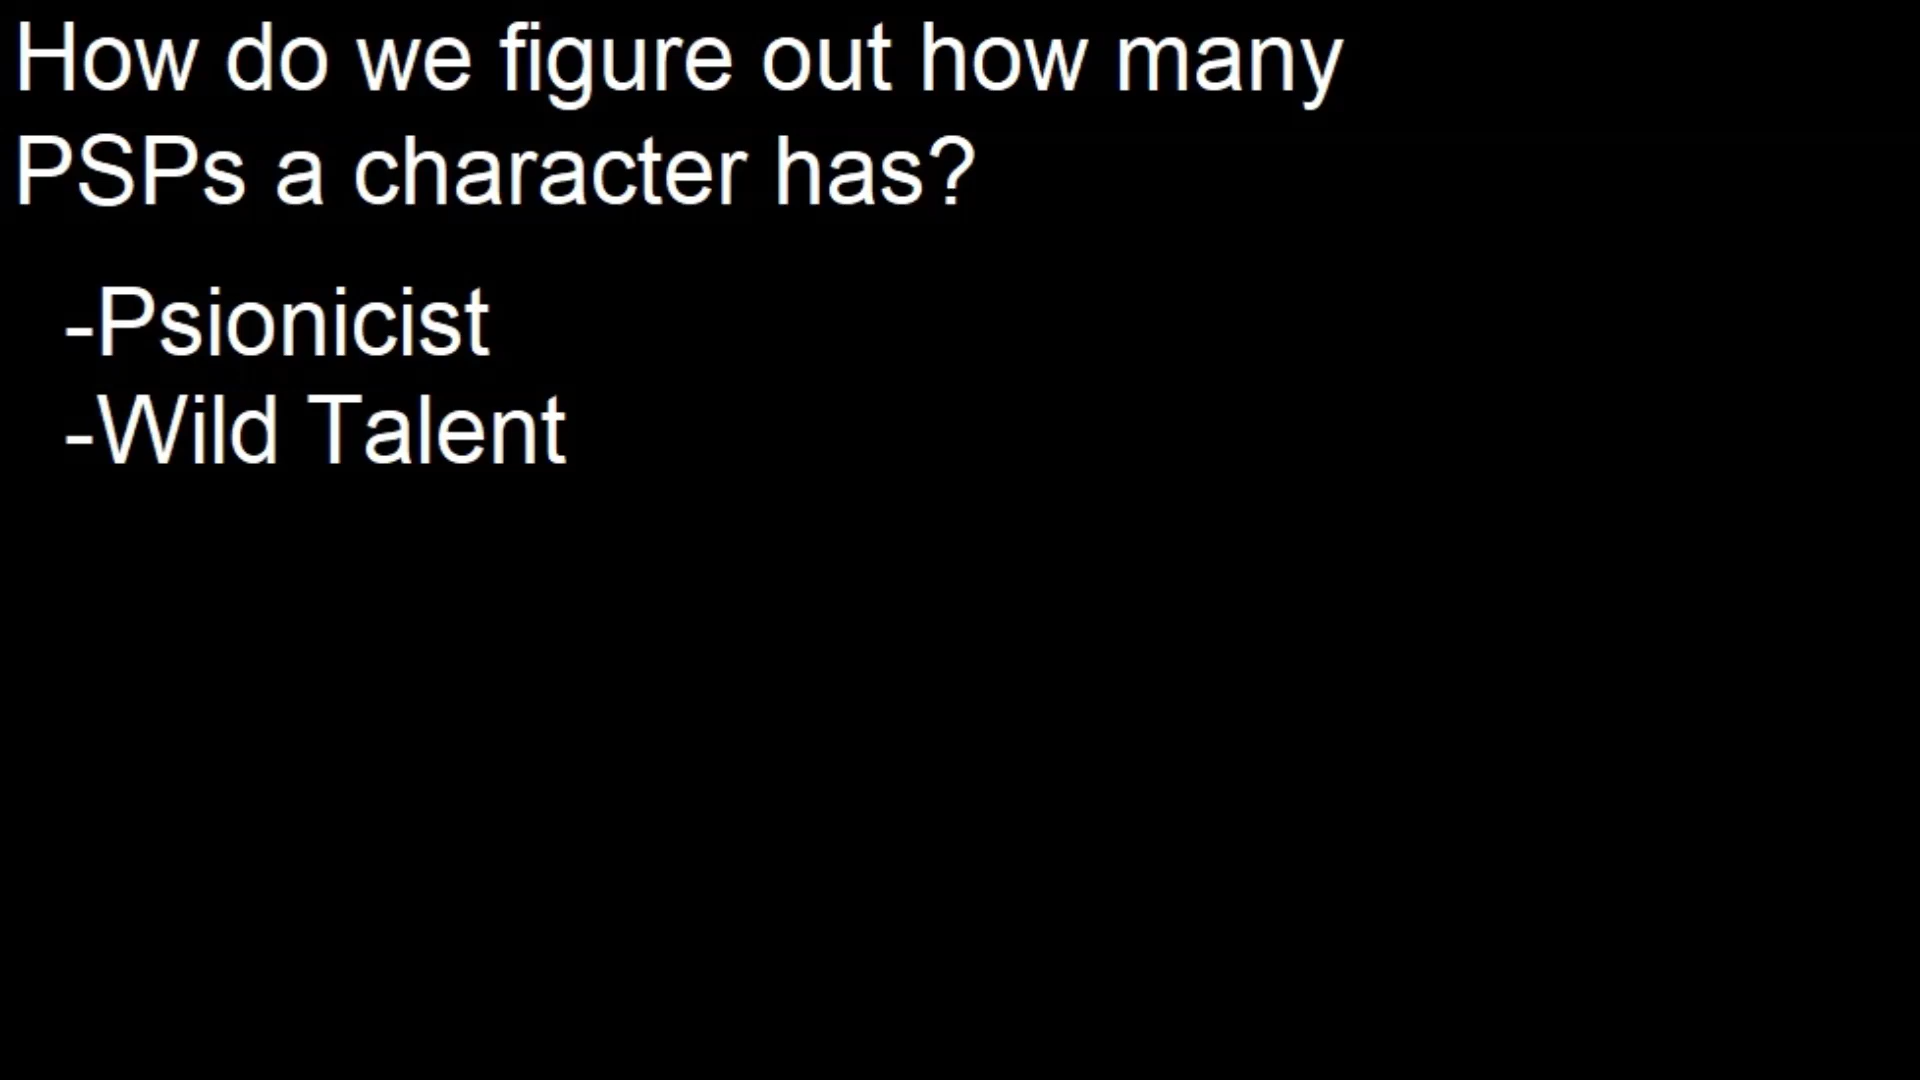 How do we figure out how many
PSPs a character has?
-Psionicist
-Wild Talent